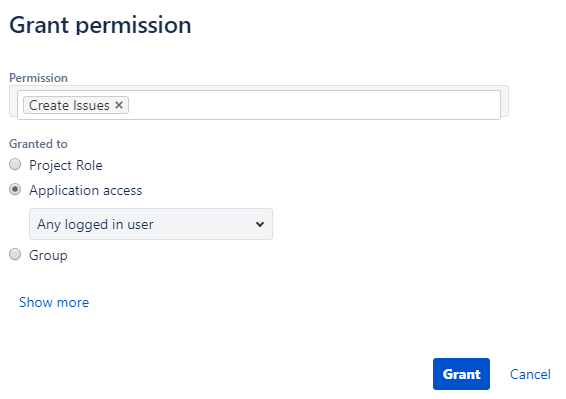 Grant permission
Permission
Create Issues ×
Granted to
Project Role
Application access
Any logged in user
Group
Show more
Grant Cancel